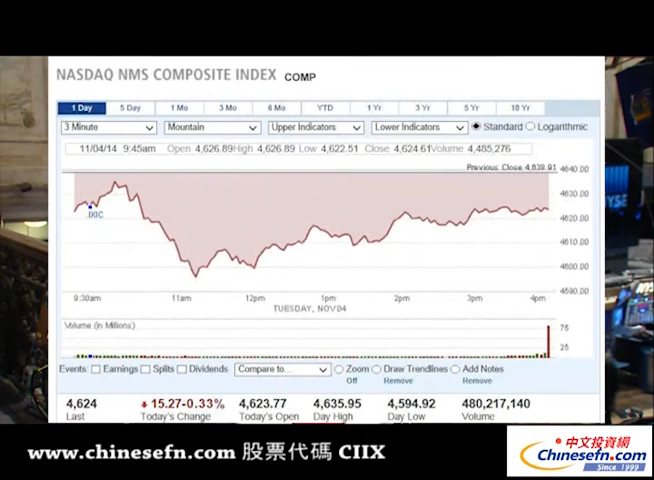 NASDAQ NMS COMPOSITE INDEX COMP
1 Day 5 Day 1 Mo 3 Mo 6 Mo YTD 1 Yr 3 Yr 5 Yr 10 Yr
3 Minute Mountain Upper Indicators Lower Indicators Standard Logarithmic
11/04/14 9:45am Open 4,626.89 High 4,626.89 Low 4,622.51 Close 4,624.61 Volume 4,485,276
Previous Close 4,638.91
4640.00
4630.00
4620.00
4610.00
4600.00
4590.00
9:30am 11am 12pm 1pm 2pm 3pm 4pm
TUESDAY, NOV 04
Volume (in Millions)
75
25
Events: Earnings Splits Dividends Compare to... Zoom Draw Trendlines Add Notes
Off Remove Remove
4,624 15.27-0.33% 4,623.77 4,635.95 4,594.92 480,217,140
Last Today's Change Today's Open Day High Day Low Volume
www.chinesefn.com 股票代碼 CIIX
中文投資網
Chinesefn.com
Since 1999
NYSE